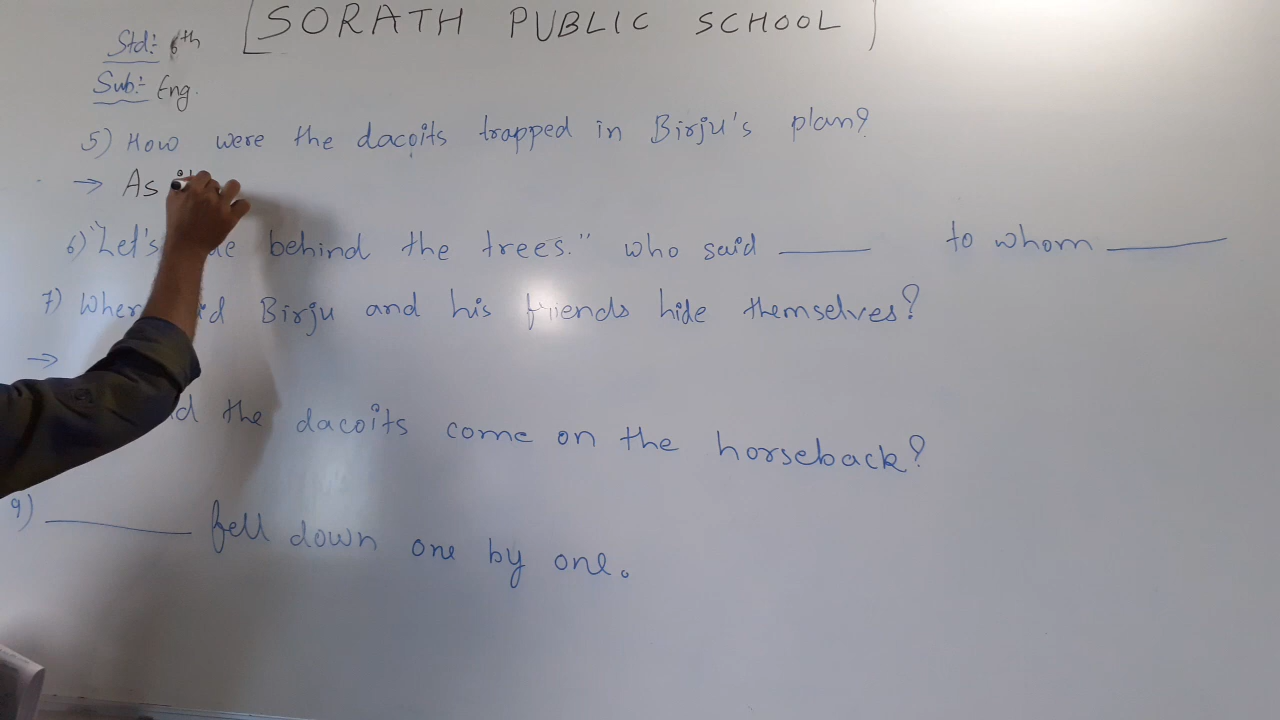 SORATH PUBLIC SCHOOL
Std:- 6th
Sub:- Eng.
5) How were the dacoits trapped in Birju's plan?
→ As
6) "Let's behind the trees." who said ______ to whom ______
7) Birju and his friends hide themselves?
→
the dacoits come on the horseback?
9) ______ fell down one by one.